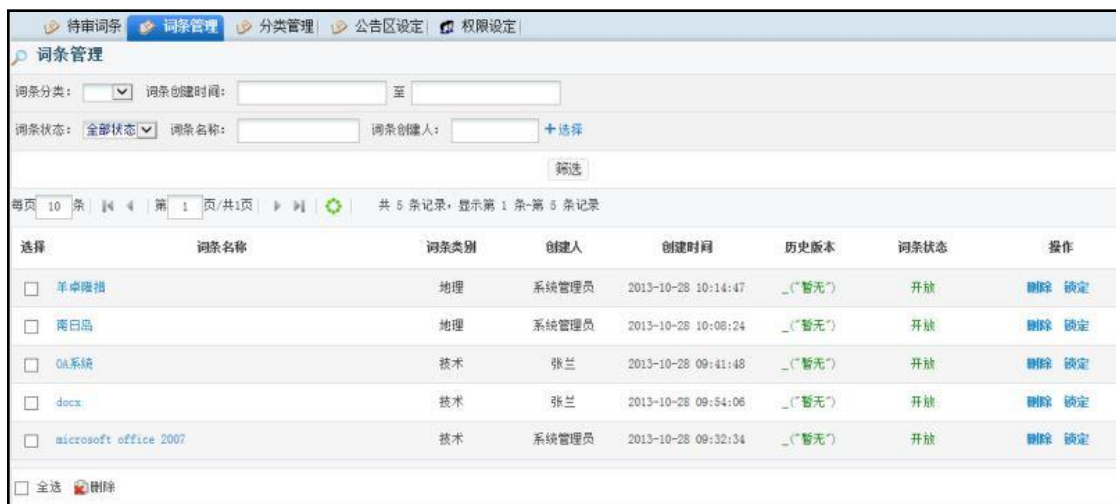 待审词条 词条管理 分类管理 公告区设定 权限设定
词条管理
词条分类： 词条创建时间： 至
词条状态： 全部状态 词条名称： 词条创建人： +选择
筛选
每页 10 条 第 1 页/共1页 共 5 条记录，显示第 1 条-第 5 条记录
选择 词条名称 词条类别 创建人 创建时间 历史版本 词条状态 操作
羊卓雍措 地理 系统管理员 2013-10-28 10:14:47 _("暂无") 开放 删除 锁定
南日岛 地理 系统管理员 2013-10-28 10:08:24 _("暂无") 开放 删除 锁定
OA系统 技术 张兰 2013-10-28 09:41:48 _("暂无") 开放 删除 锁定
docx 技术 张兰 2013-10-28 09:54:06 _("暂无") 开放 删除 锁定
microsoft office 2007 技术 系统管理员 2013-10-28 09:32:34 _("暂无") 开放 删除 锁定
全选 删除